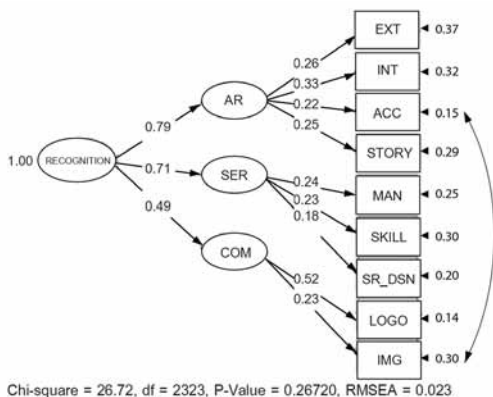 EXT 0.37
0.26
INT 0.32
0.33
AR
ACC 0.15
0.22
0.79
0.25
STORY 0.29
1.00 RECOGNITION
0.71
SER
0.24
MAN 0.25
0.23
0.18
0.49
SKILL 0.30
COM
SR_DSN 0.20
0.52
LOGO 0.14
0.23
IMG 0.30
Chi-square = 26.72, df = 2323, P-Value = 0.26720, RMSEA = 0.023